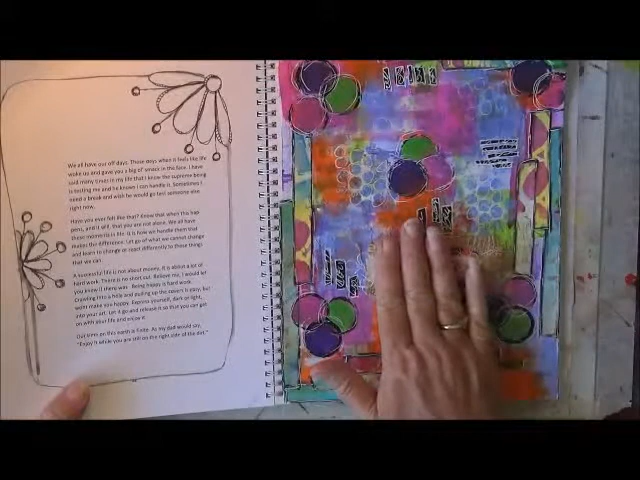 We all have our off days. Those days when it feels like life
woke up and gave you a big ol' smack in the face. I have
said many times in my life that I know the supreme being
is testing me and he knows I can handle it. Sometimes I
need a break and wish he would go test someone else
right now.
Have you ever felt like that? Know that when this hap
pens, and it will, that you are not alone. We all have
these moments in life. It is how we handle them that
makes the difference. Let go of what we cannot change
and learn to change or react differently to those things
that we can.
A successful life is not about money, it is about a lot of
hard work. There is no short cut. Believe me, I would let
you know if there was. Being happy is hard work.
Crawling into a hole and pulling up the covers is easy, but
wont make you happy. Express yourself, dark or light,
into your art. Let it go and release it so that you can get
on with your life and enjoy it.
Our time on this earth is finite. As my dad would say,
"Enjoy it while you are still on the right side of the dirt."